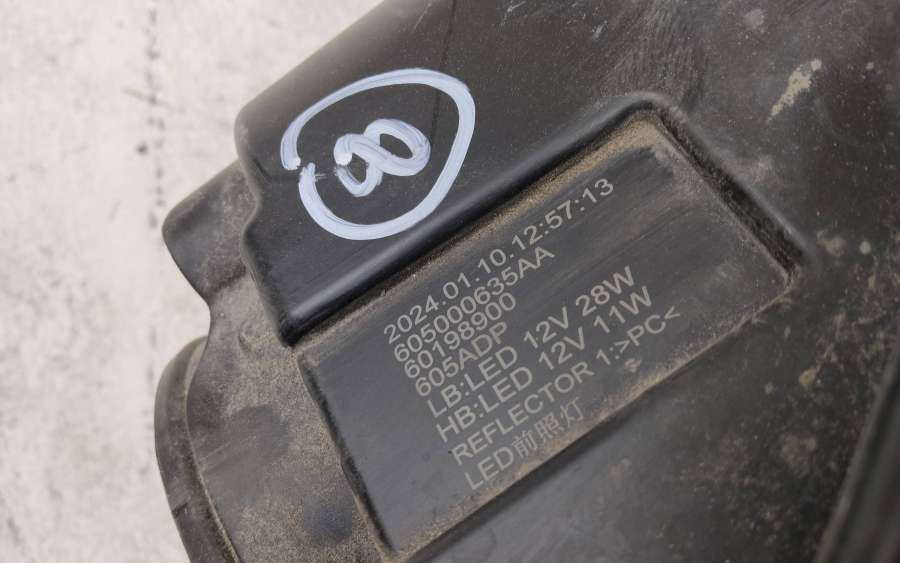 8
2024.01.10.12:57:13
605000635AA
60198900
605ADP
LB:LED 12V 28W
HB:LED 12V 11W
REFLECTOR 1:>PC<
LED前照灯